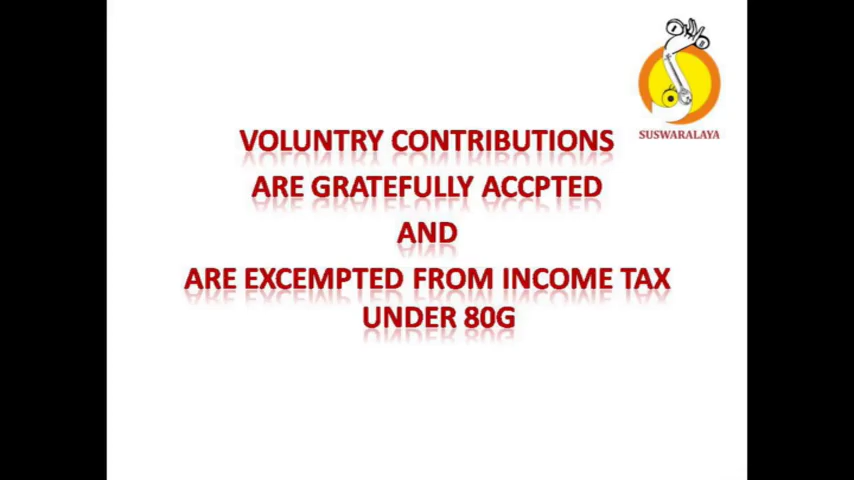 SUSWARALAYA
VOLUNTRY CONTRIBUTIONS
ARE GRATEFULLY ACCPTED
AND
ARE EXCEMPTED FROM INCOME TAX
UNDER 80G